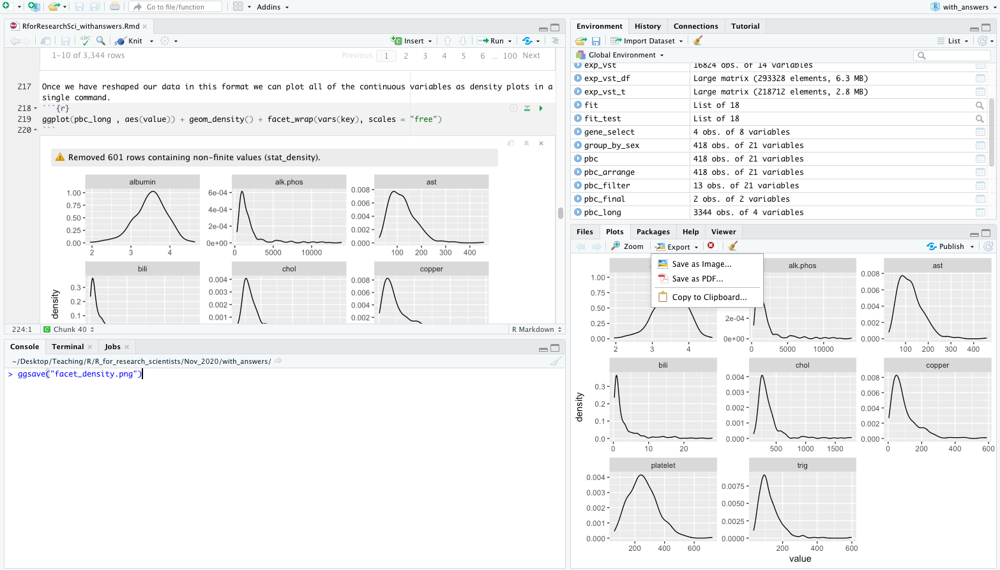 Go to file/function
Addins
with_answers
RforResearchSci_withanswers.Rmd
ABC
Knit
Insert
Run
1–10 of 3,344 rows
Previous 1 2 3 4 5 6 ... 100 Next
217 Once we have reshaped our data in this format we can plot all of the continuous variables as density plots in a
single command.
218 ```{r}
219 ggplot(pbc_long , aes(value)) + geom_density() + facet_wrap(vars(key), scales = "free")
220 ```
Removed 601 rows containing non-finite values (stat_density).
albumin alk.phos ast
1.00
0.75
0.50
0.25
0.00
2 3 4
6e-04
4e-04
2e-04
0e+00
0 5000 10000
0.008
0.006
0.004
0.002
0.000
100 200 300 400
bili chol copper
density
0.3
0.2
0.1
0.004
0.003
0.002
0.001
0.008
0.006
0.004
0.002
224:1 Chunk 40 R Markdown
Console Terminal Jobs
~/Desktop/Teaching/R/R_for_research_scientists/Nov_2020/with_answers/
> ggsave("facet_density.png")
Environment History Connections Tutorial
Import Dataset List
Global Environment
exp_vst 16824 obs. of 14 variables
exp_vst_df Large matrix (293328 elements, 6.3 MB)
exp_vst_t Large matrix (218712 elements, 2.8 MB)
fit List of 18
fit_test List of 18
gene_select 4 obs. of 8 variables
group_by_sex 418 obs. of 21 variables
pbc 418 obs. of 21 variables
pbc_arrange 418 obs. of 21 variables
pbc_filter 13 obs. of 21 variables
pbc_final 2 obs. of 2 variables
pbc_long 3344 obs. of 4 variables
Files Plots Packages Help Viewer
Zoom Export Publish
Save as Image...
Save as PDF...
Copy to Clipboard...
alk.phos ast
1.00
0.75
0.50
0.25
0.00
2 3 4
2e-04
0e+00
0 5000 10000
0.008
0.006
0.004
0.002
0.000
100 200 300 400
bili chol copper
density
0.3
0.2
0.1
0.0
0 10 20
0.004
0.003
0.002
0.001
0.000
500 1000 1500
0.008
0.006
0.004
0.002
0.000
0 200 400 600
platelet trig
0.004
0.003
0.002
0.001
0.000
200 400 600
0.0075
0.0050
0.0025
0.0000
200 400 600
value